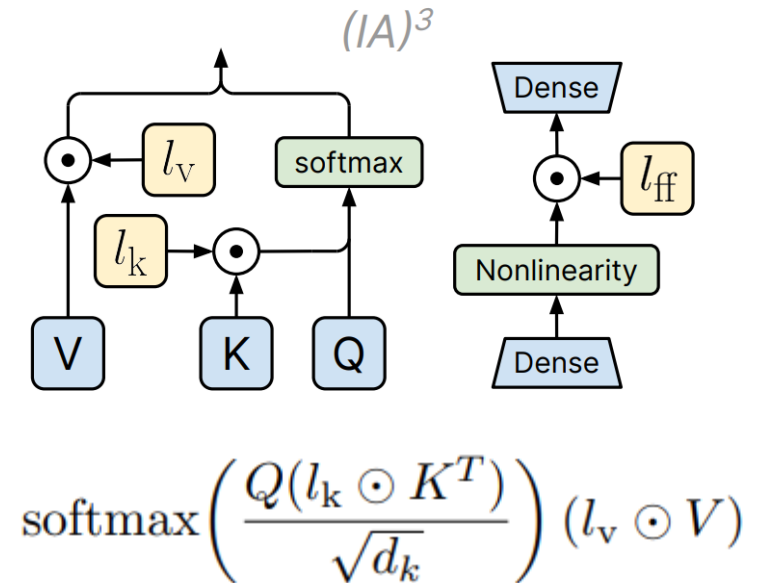 (IA)³
l_v
softmax
l_k
V
K
Q
Dense
l_ff
Nonlinearity
Dense
softmax(Q(l_k ⊙ K^T) / √d_k) (l_v ⊙ V)